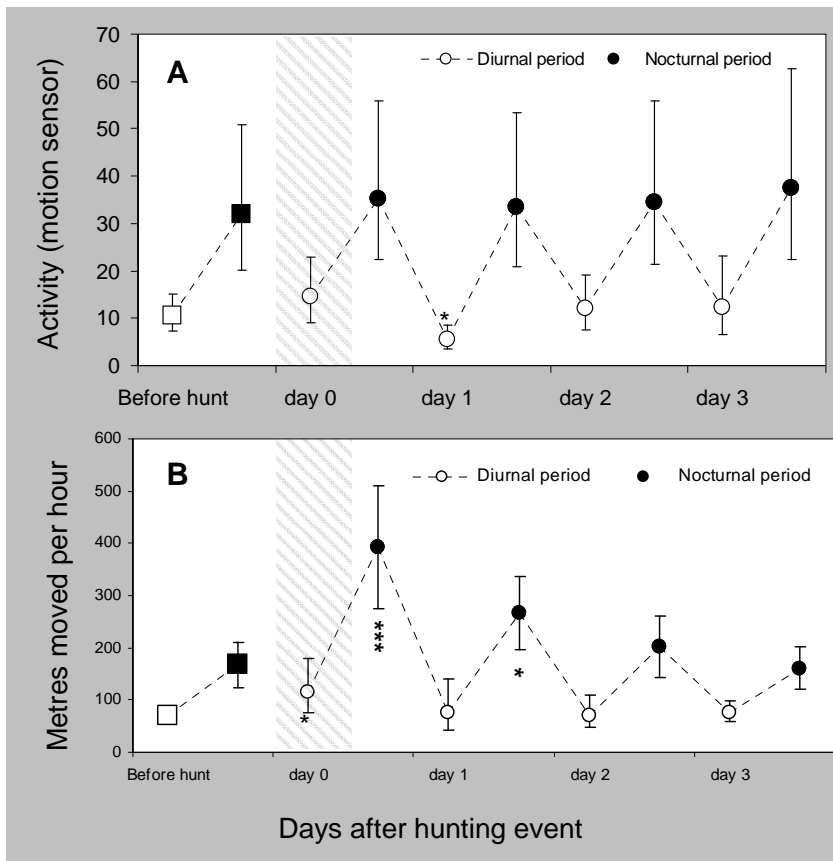 A
Diurnal period
Nocturnal period
Activity (motion sensor)
70
60
50
40
30
20
10
0
*
Before hunt
day 0
day 1
day 2
day 3
B
Diurnal period
Nocturnal period
Metres moved per hour
600
500
400
300
200
100
0
*
***
*
Before hunt
day 0
day 1
day 2
day 3
Days after hunting event